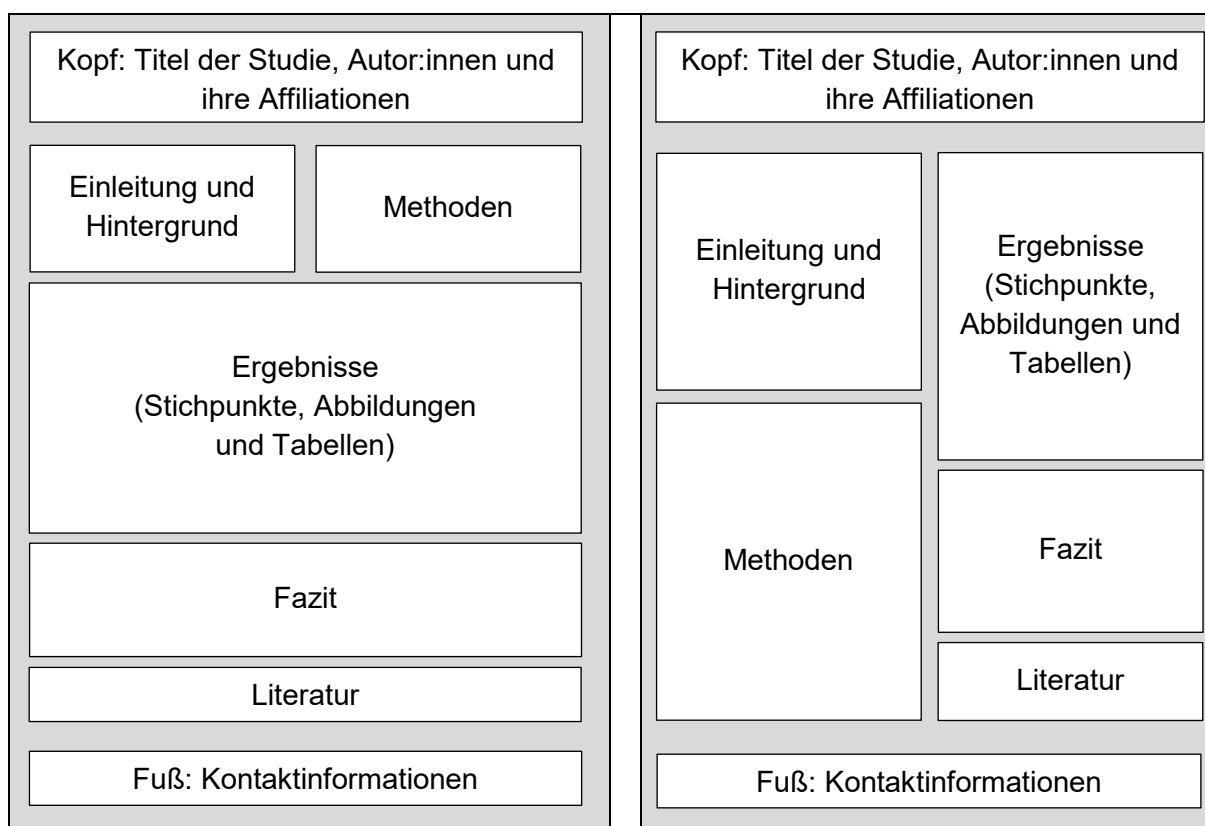 Kopf: Titel der Studie, Autor:innen und
ihre Affiliationen
Einleitung und
Hintergrund
Methoden
Ergebnisse
(Stichpunkte, Abbildungen
und Tabellen)
Fazit
Literatur
Fuß: Kontaktinformationen
Kopf: Titel der Studie, Autor:innen und
ihre Affiliationen
Einleitung und
Hintergrund
Methoden
Ergebnisse
(Stichpunkte,
Abbildungen und
Tabellen)
Fazit
Literatur
Fuß: Kontaktinformationen